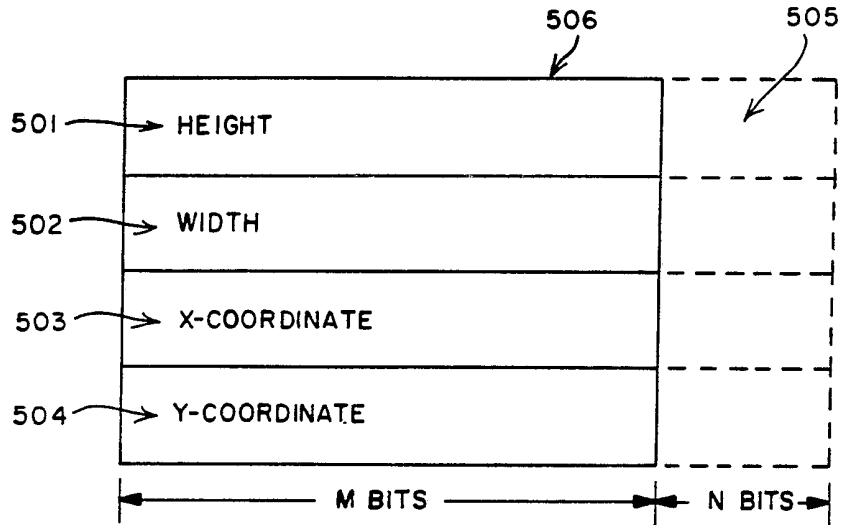 506
505
501 HEIGHT
502 WIDTH
503 X-COORDINATE
504 Y-COORDINATE
M BITS N BITS